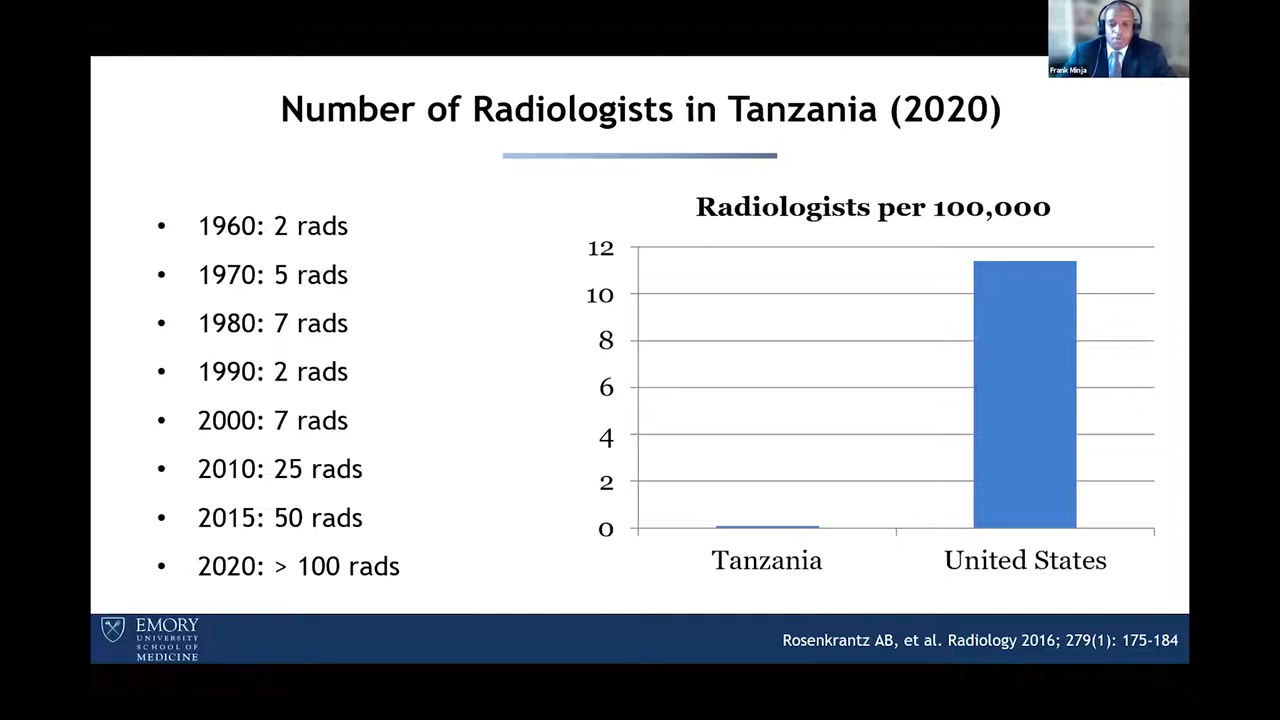 Frank Minja
Number of Radiologists in Tanzania (2020)
• 1960: 2 rads
• 1970: 5 rads
• 1980: 7 rads
• 1990: 2 rads
• 2000: 7 rads
• 2010: 25 rads
• 2015: 50 rads
• 2020: > 100 rads
Radiologists per 100,000
12
10
8
6
4
2
0
Tanzania United States
EMORY
UNIVERSITY
SCHOOL OF
MEDICINE
Rosenkrantz AB, et al. Radiology 2016; 279(1): 175-184